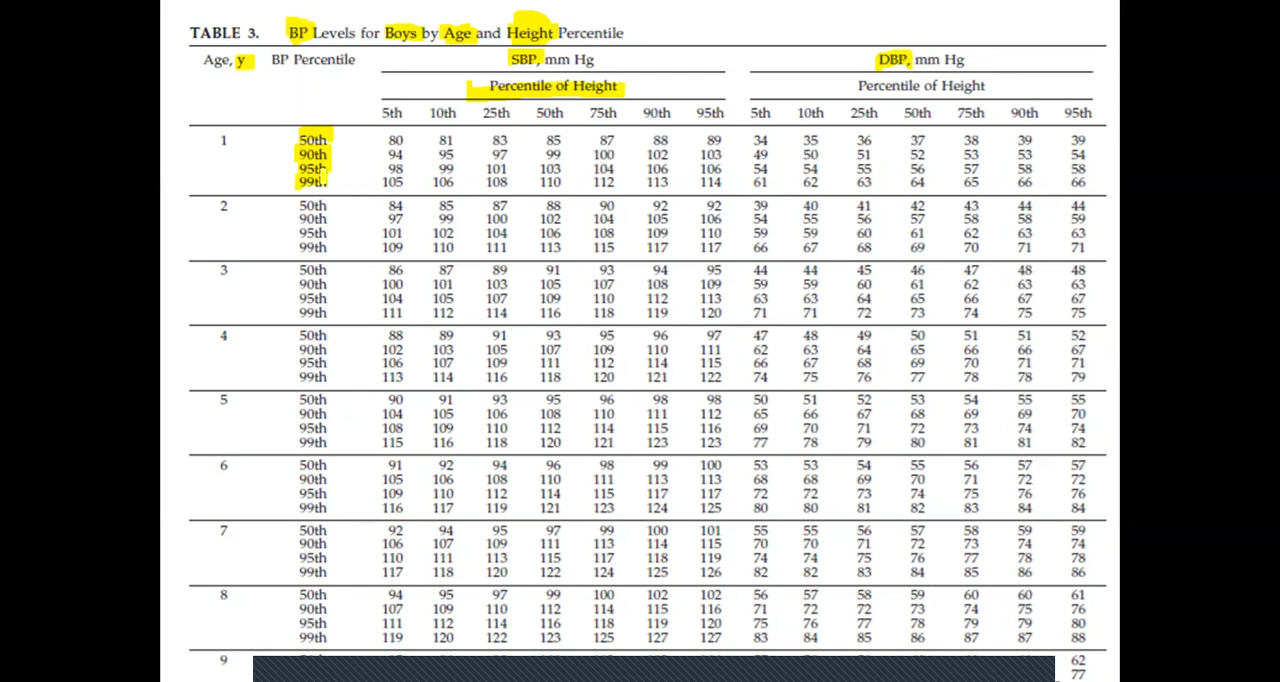 TABLE 3. BP Levels for Boys by Age and Height Percentile
Age, y BP Percentile SBP, mm Hg DBP, mm Hg
Percentile of Height Percentile of Height
5th 10th 25th 50th 75th 90th 95th 5th 10th 25th 50th 75th 90th 95th
1 50th 80 81 83 85 87 88 89 34 35 36 37 38 39 39
90th 94 95 97 99 100 102 103 49 50 51 52 53 53 54
95th 98 99 101 103 104 106 106 54 54 55 56 57 58 58
99th 105 106 108 110 112 113 114 61 62 63 64 65 66 66
2 50th 84 85 87 88 90 92 92 39 40 41 42 43 44 44
90th 97 99 100 102 104 105 106 54 55 56 57 58 58 59
95th 101 102 104 106 108 109 110 59 59 60 61 62 63 63
99th 109 110 111 113 115 117 117 66 67 68 69 70 71 71
3 50th 86 87 89 91 93 94 95 44 44 45 46 47 48 48
90th 100 101 103 105 107 108 109 59 59 60 61 62 63 63
95th 104 105 107 109 110 112 113 63 63 64 65 66 67 67
99th 111 112 114 116 118 119 120 71 71 72 73 74 75 75
4 50th 88 89 91 93 95 96 97 47 48 49 50 51 51 52
90th 102 103 105 107 109 110 111 62 63 64 65 66 66 67
95th 106 107 109 111 112 114 115 66 67 68 69 70 71 71
99th 113 114 116 118 120 121 122 74 75 76 77 78 78 79
5 50th 90 91 93 95 96 98 98 50 51 52 53 54 55 55
90th 104 105 106 108 110 111 112 65 66 67 68 69 69 70
95th 108 109 110 112 114 115 116 69 70 71 72 73 74 74
99th 115 116 118 120 121 123 123 77 78 79 80 81 81 82
6 50th 91 92 94 96 98 99 100 53 53 54 55 56 57 57
90th 105 106 108 110 111 113 113 68 68 69 70 71 72 72
95th 109 110 112 114 115 117 117 72 72 73 74 75 76 76
99th 116 117 119 121 123 124 125 80 80 81 82 83 84 84
7 50th 92 94 95 97 99 100 101 55 55 56 57 58 59 59
90th 106 107 109 111 113 114 115 70 70 71 72 73 74 74
95th 110 111 113 115 117 118 119 74 74 75 76 77 78 78
99th 117 118 120 122 124 125 126 82 82 83 84 85 86 86
8 50th 94 95 97 99 100 102 102 56 57 58 59 60 60 61
90th 107 109 110 112 114 115 116 71 72 72 73 74 75 76
95th 111 112 114 116 118 119 120 75 76 77 78 79 79 80
99th 119 120 122 123 125 127 127 83 84 85 86 87 87 88
9 62
77